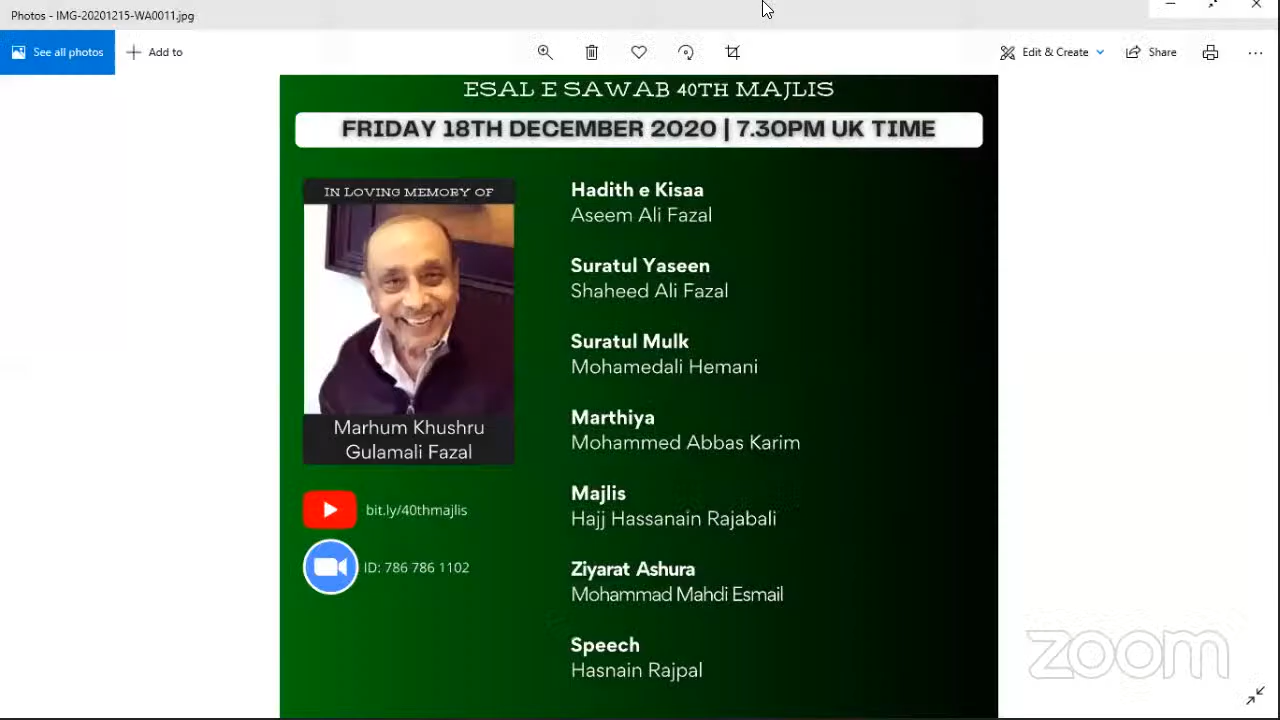 Photos - IMG-20201215-WA0011.jpg
See all photos
Add to
Edit & Create
Share
ESAL E SAWAB 40TH MAJLIS
FRIDAY 18TH DECEMBER 2020 | 7.30PM UK TIME
IN LOVING MEMORY OF
Marhum Khushru
Gulamali Fazal
bit.ly/40thmajlis
ID: 786 786 1102
Hadith e Kisaa
Aseem Ali Fazal
Suratul Yaseen
Shaheed Ali Fazal
Suratul Mulk
Mohamedali Hemani
Marthiya
Mohammed Abbas Karim
Majlis
Hajj Hassanain Rajabali
Ziyarat Ashura
Mohammad Mahdi Esmail
Speech
Hasnain Rajpal
zoom